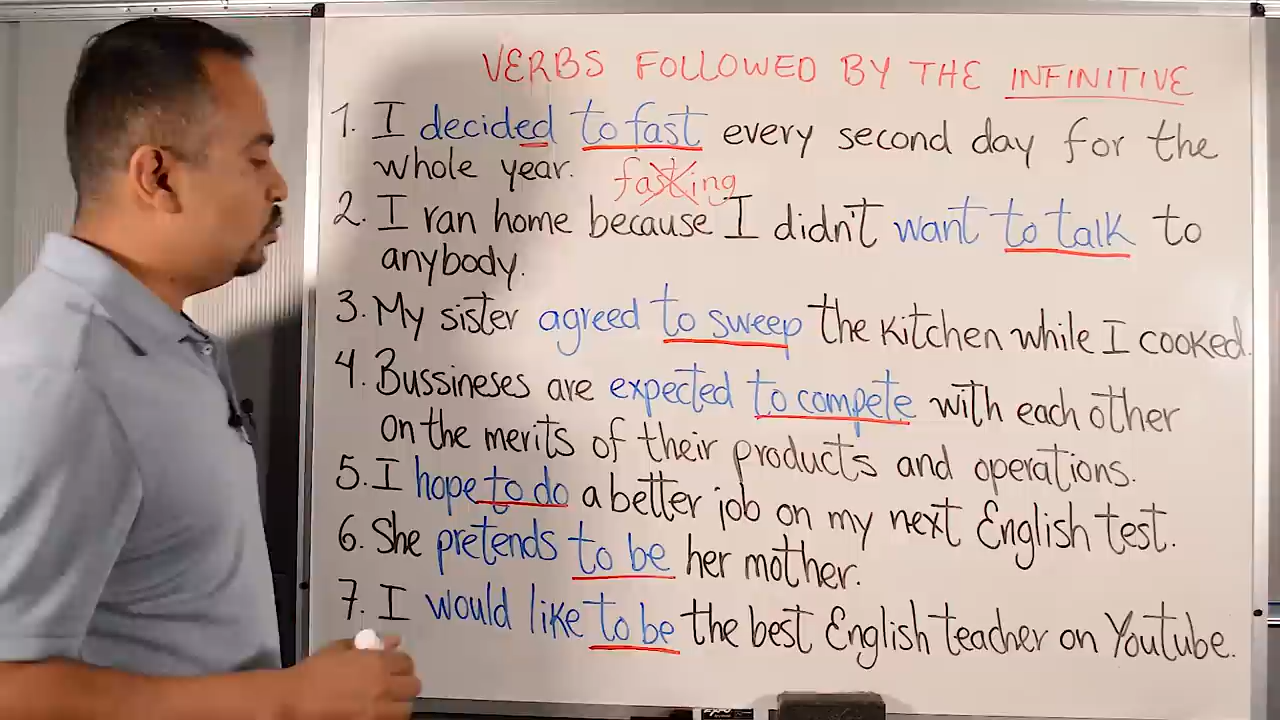 VERBS FOLLOWED BY THE INFINITIVE
1. I decided to fast every second day for the
whole year. fasting
2. I ran home because I didn't want to talk to
anybody.
3. My sister agreed to sweep the kitchen while I cooked.
4. Bussineses are expected to compete with each other
on the merits of their products and operations.
5. I hope to do a better job on my next English test.
6. She pretends to be her mother.
7. I would like to be the best English teacher on Youtube.
EXPO